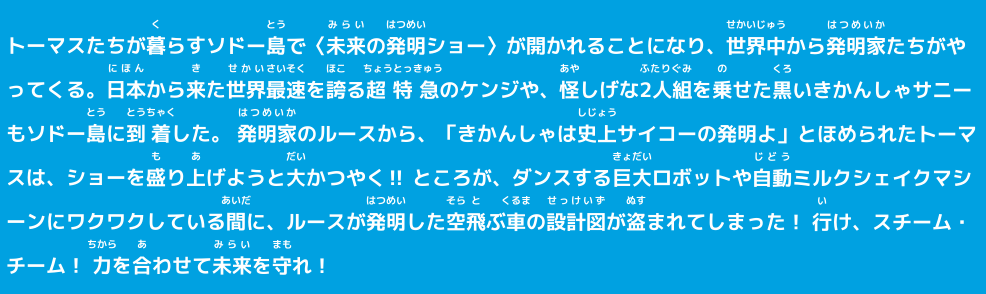 トーマスたちが暮らすソドー島で〈未来の発明ショー〉が開かれることになり、世界中から発明家たちがや
ってくる。日本から来た世界最速を誇る超特急のケンジや、怪しげな2人組を乗せた黒いきかんしゃサニー
もソドー島に到着した。 発明家のルースから、「きかんしゃは史上サイコーの発明よ」とほめられたトーマ
スは、ショーを盛り上げようと大かつやく!! ところが、ダンスする巨大ロボットや自動ミルクシェイクマシ
ーンにワクワクしている間に、ルースが発明した空飛ぶ車の設計図が盗まれてしまった! 行け、スチーム・
チーム! 力を合わせて未来を守れ!